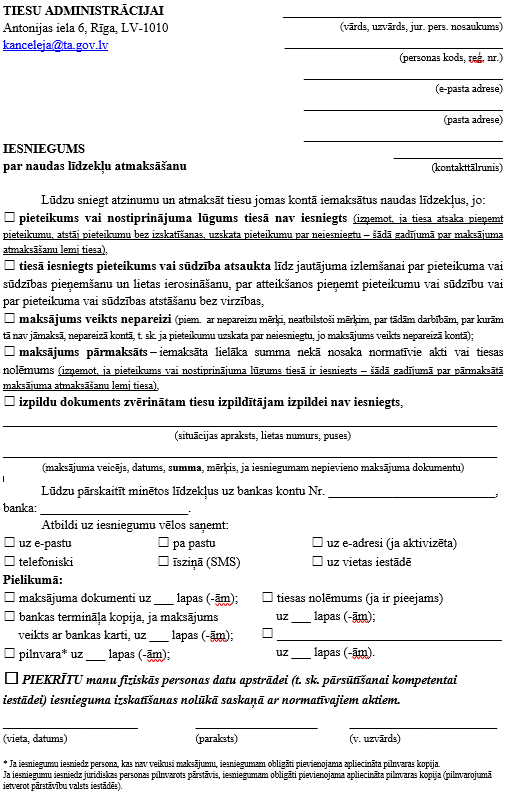 TIESU ADMINISTRĀCIJAI
Antonijas iela 6, Rīga, LV-1010
kanceleja@ta.gov.lv
(vārds, uzvārds, jur. pers. nosaukums)
(personas kods, reģ. nr.)
(e-pasta adrese)
(pasta adrese)
(kontakttālrunis)
IESNIEGUMS
par naudas līdzekļu atmaksāšanu
Lūdzu sniegt atzinumu un atmaksāt tiesu jomas kontā iemaksātus naudas līdzekļus, jo:
☐ pieteikums vai nostiprinājuma lūgums tiesā nav iesniegts (izņemot, ja tiesa atsaka pieņemt
pieteikumu, atstāj pieteikumu bez izskatīšanas, uzskata pieteikumu par neiesniegtu – šādā gadījumā par maksājuma
atmaksāšanu lemj tiesa),
☐ tiesā iesniegts pieteikums vai sūdzība atsaukta līdz jautājuma izlemšanai par pieteikuma vai
sūdzības pieņemšanu un lietas ierosināšanu, par atteikšanos pieņemt pieteikumu vai sūdzību vai
par pieteikuma vai sūdzības atstāšanu bez virzības,
☐ maksājums veikts nepareizi (piem. ar nepareizu mērķi, neatbilstoši mērķim, par tādām darbībām, par kurām
tā nav jāmaksā, nepareizā kontā, t. sk. ja pieteikumu uzskata par neiesniegtu, jo maksājums veikts nepareizā kontā);
☐ maksājums pārmaksāts – iemaksāta lielāka summa nekā nosaka normatīvie akti vai tiesas
nolēmums (izņemot, ja pieteikums vai nostiprinājuma lūgums tiesā ir iesniegts – šādā gadījumā par pārmaksātā
maksājuma atmaksāšanu lemj tiesa),
☐ izpildu dokuments zvērinātam tiesu izpildītājam izpildei nav iesniegts,
(situācijas apraksts, lietas numurs, puses)
(maksājuma veicējs, datums, summa, mērķis, ja iesniegumam nepievieno maksājuma dokumentu)
Lūdzu pārskaitīt minētos līdzekļus uz bankas kontu Nr. __________________________,
banka: _______________________.
Atbildi uz iesniegumu vēlos saņemt:
☐ uz e-pastu ☐ pa pastu ☐ uz e-adresi (ja aktivizēta)
☐ telefoniski ☐ īsziņā (SMS) ☐ uz vietas iestādē
Pielikumā:
☐ maksājuma dokumenti uz ___ lapas (-ām);
☐ bankas termināļa kopija, ja maksājums
veikts ar bankas karti, uz ___ lapas (-ām);
☐ pilnvara* uz ___ lapas (-ām);
☐ tiesas nolēmums (ja ir pieejams)
uz ___ lapas (-ām);
☐ ___________________________________
uz ___ lapas (-ām).
☐ PIEKRĪTU manu fiziskās personas datu apstrādei (t. sk. pārsūtīšanai kompetentai
iestādei) iesnieguma izskatīšanas nolūkā saskaņā ar normatīvajiem aktiem.
(vieta, datums) (paraksts) (v. uzvārds)
* Ja iesniegumu iesniedz persona, kas nav veikusi maksājumu, iesniegumam obligāti pievienojama apliecināta pilnvaras kopija.
Ja iesniegumu iesniedz juridiskas personas pilnvarots pārstāvis, iesniegumam obligāti pievienojama apliecināta pilnvaras kopija (pilnvarojumā
ietverot pārstāvību valsts iestādēs).